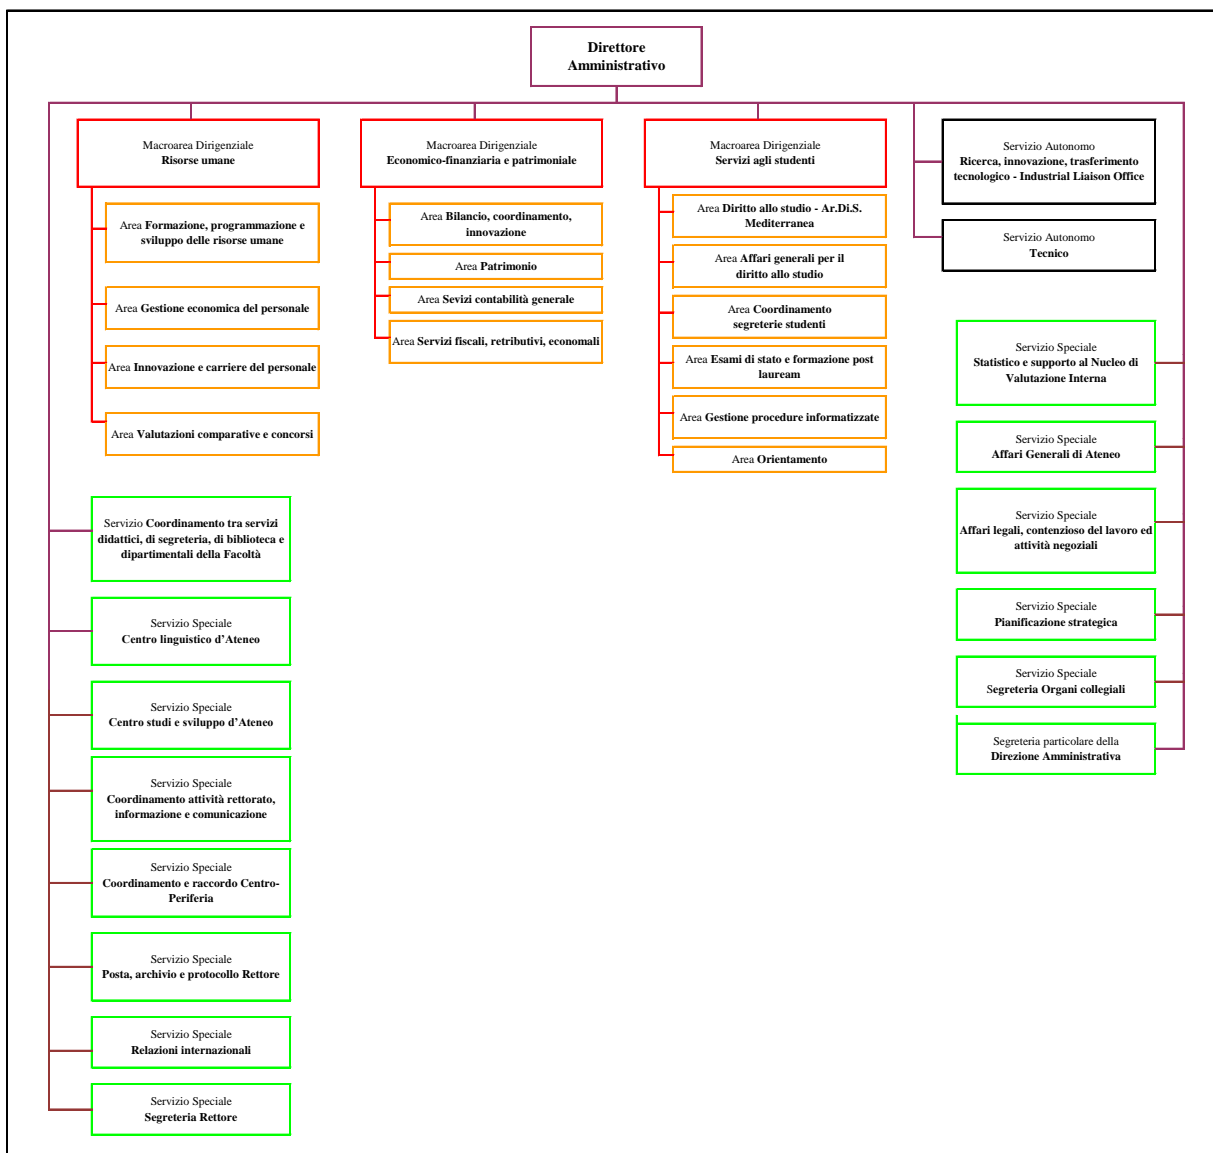 Direttore
Amministrativo
Macroarea Dirigenziale
Risorse umane
Area Formazione, programmazione e
sviluppo delle risorse umane
Area Gestione economica del personale
Area Innovazione e carriere del personale
Area Valutazioni comparative e concorsi
Macroarea Dirigenziale
Economico-finanziaria e patrimoniale
Area Bilancio, coordinamento,
innovazione
Area Patrimonio
Area Sevizi contabilità generale
Area Servizi fiscali, retributivi, economali
Macroarea Dirigenziale
Servizi agli studenti
Area Diritto allo studio - Ar.Di.S.
Mediterranea
Area Affari generali per il
diritto allo studio
Area Coordinamento
segreterie studenti
Area Esami di stato e formazione post
lauream
Area Gestione procedure informatizzate
Area Orientamento
Servizio Autonomo
Ricerca, innovazione, trasferimento
tecnologico - Industrial Liaison Office
Servizio Autonomo
Tecnico
Servizio Speciale
Statistico e supporto al Nucleo di
Valutazione Interna
Servizio Speciale
Affari Generali di Ateneo
Servizio Speciale
Affari legali, contenzioso del lavoro ed
attività negoziali
Servizio Speciale
Pianificazione strategica
Servizio Speciale
Segreteria Organi collegiali
Segreteria particolare della
Direzione Amministrativa
Servizio Coordinamento tra servizi
didattici, di segreteria, di biblioteca e
dipartimentali della Facoltà
Servizio Speciale
Centro linguistico d’Ateneo
Servizio Speciale
Centro studi e sviluppo d’Ateneo
Servizio Speciale
Coordinamento attività rettorato,
informazione e comunicazione
Servizio Speciale
Coordinamento e raccordo Centro-
Periferia
Servizio Speciale
Posta, archivio e protocollo Rettore
Servizio Speciale
Relazioni internazionali
Servizio Speciale
Segreteria Rettore